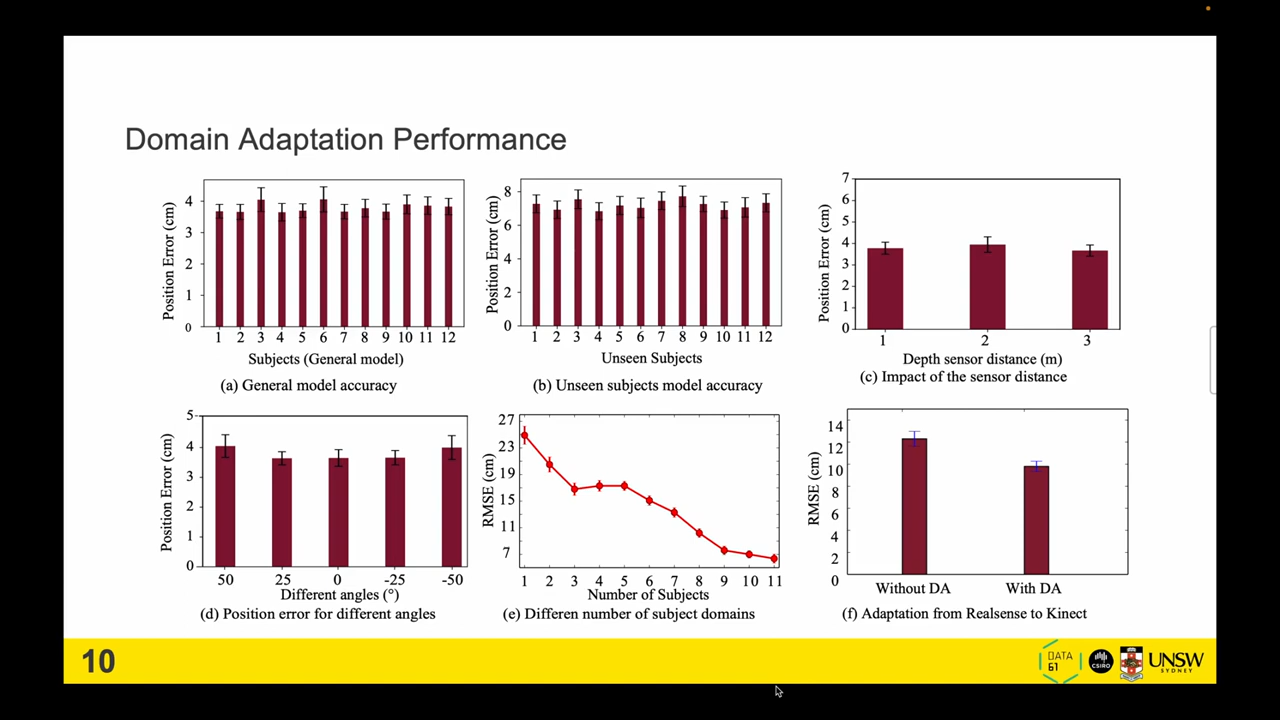 Domain Adaptation Performance
Position Error (cm)
4
3
2
1
0
1 2 3 4 5 6 7 8 9 10 11 12
Subjects (General model)
(a) General model accuracy
Position Error (cm)
8
6
4
2
0
1 2 3 4 5 6 7 8 9 10 11 12
Unseen Subjects
(b) Unseen subjects model accuracy
Position Error (cm)
7
6
5
4
3
2
1
0
1 2 3
Depth sensor distance (m)
(c) Impact of the sensor distance
Position Error (cm)
5
4
3
2
1
0
50 25 0 -25 -50
Different angles (°)
(d) Position error for different angles
RMSE (cm)
27
23
19
15
11
7
1 2 3 4 5 6 7 8 9 10 11
Number of Subjects
(e) Differen number of subject domains
RMSE (cm)
14
12
10
8
6
4
2
0
Without DA With DA
(f) Adaptation from Realsense to Kinect
10
DATA
61
CSIRO
UNSW
SYDNEY